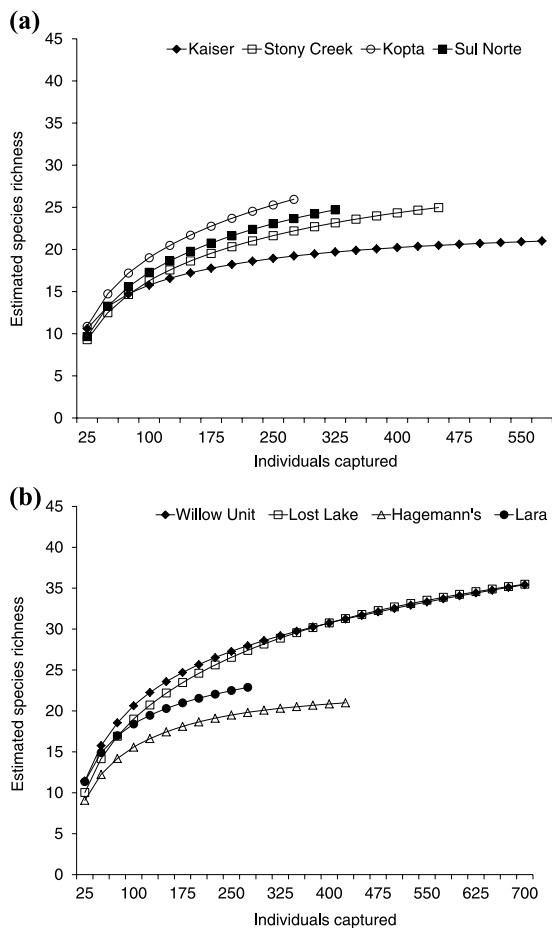 (a)
Kaiser Stony Creek Kopta Sul Norte
Estimated species richness
45
40
35
30
25
20
15
10
5
0
25 100 175 250 325 400 475 550
Individuals captured
(b)
Willow Unit Lost Lake Hagemann's Lara
Estimated species richness
45
40
35
30
25
20
15
10
5
0
25 100 175 250 325 400 475 550 625 700
Individuals captured